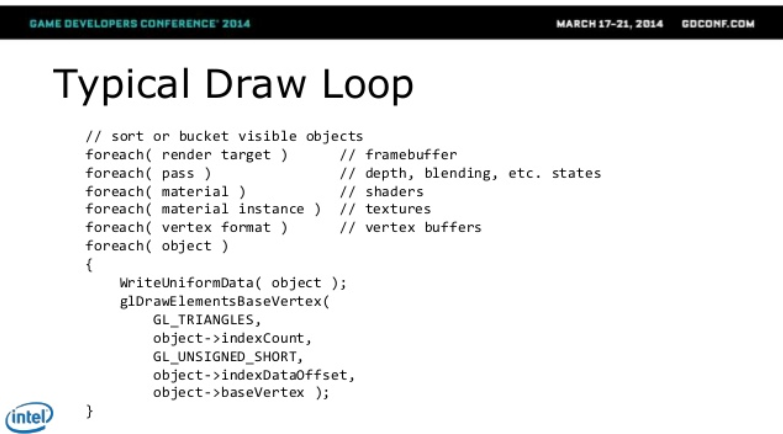 GAME DEVELOPERS CONFERENCE® 2014
MARCH 17-21, 2014 GDCONF.COM
Typical Draw Loop
// sort or bucket visible objects
foreach( render target ) // framebuffer
foreach( pass ) // depth, blending, etc. states
foreach( material ) // shaders
foreach( material instance ) // textures
foreach( vertex format ) // vertex buffers
foreach( object )
{
WriteUniformData( object );
glDrawElementsBaseVertex(
GL_TRIANGLES,
object->indexCount,
GL_UNSIGNED_SHORT,
object->indexDataOffset,
object->baseVertex );
}
intel